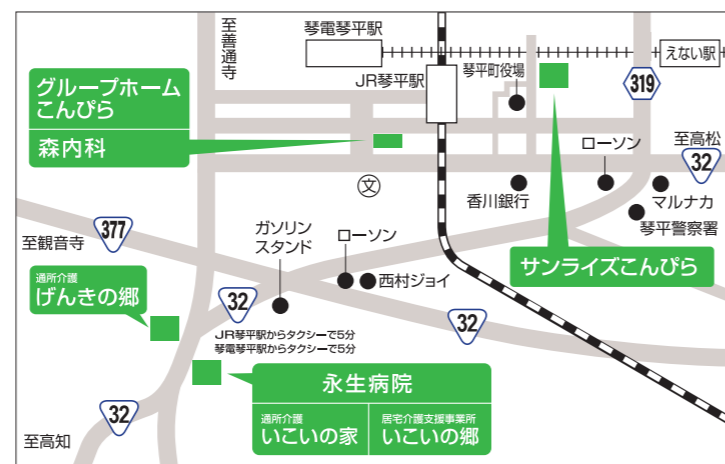 至善通寺
琴電琴平駅
えない駅
JR琴平駅
琴平町役場
319
グループホーム
こんぴら
森内科
至高松
32
ローソン
文
香川銀行
マルナカ
琴平警察署
377
至観音寺
ガソリン
スタンド
ローソン
西村ジョイ
サンライズこんぴら
通所介護
げんきの郷
32
32
JR琴平駅からタクシーで5分
琴電琴平駅からタクシーで5分
永生病院
通所介護
いこいの家
居宅介護支援事業所
いこいの郷
32
至高知